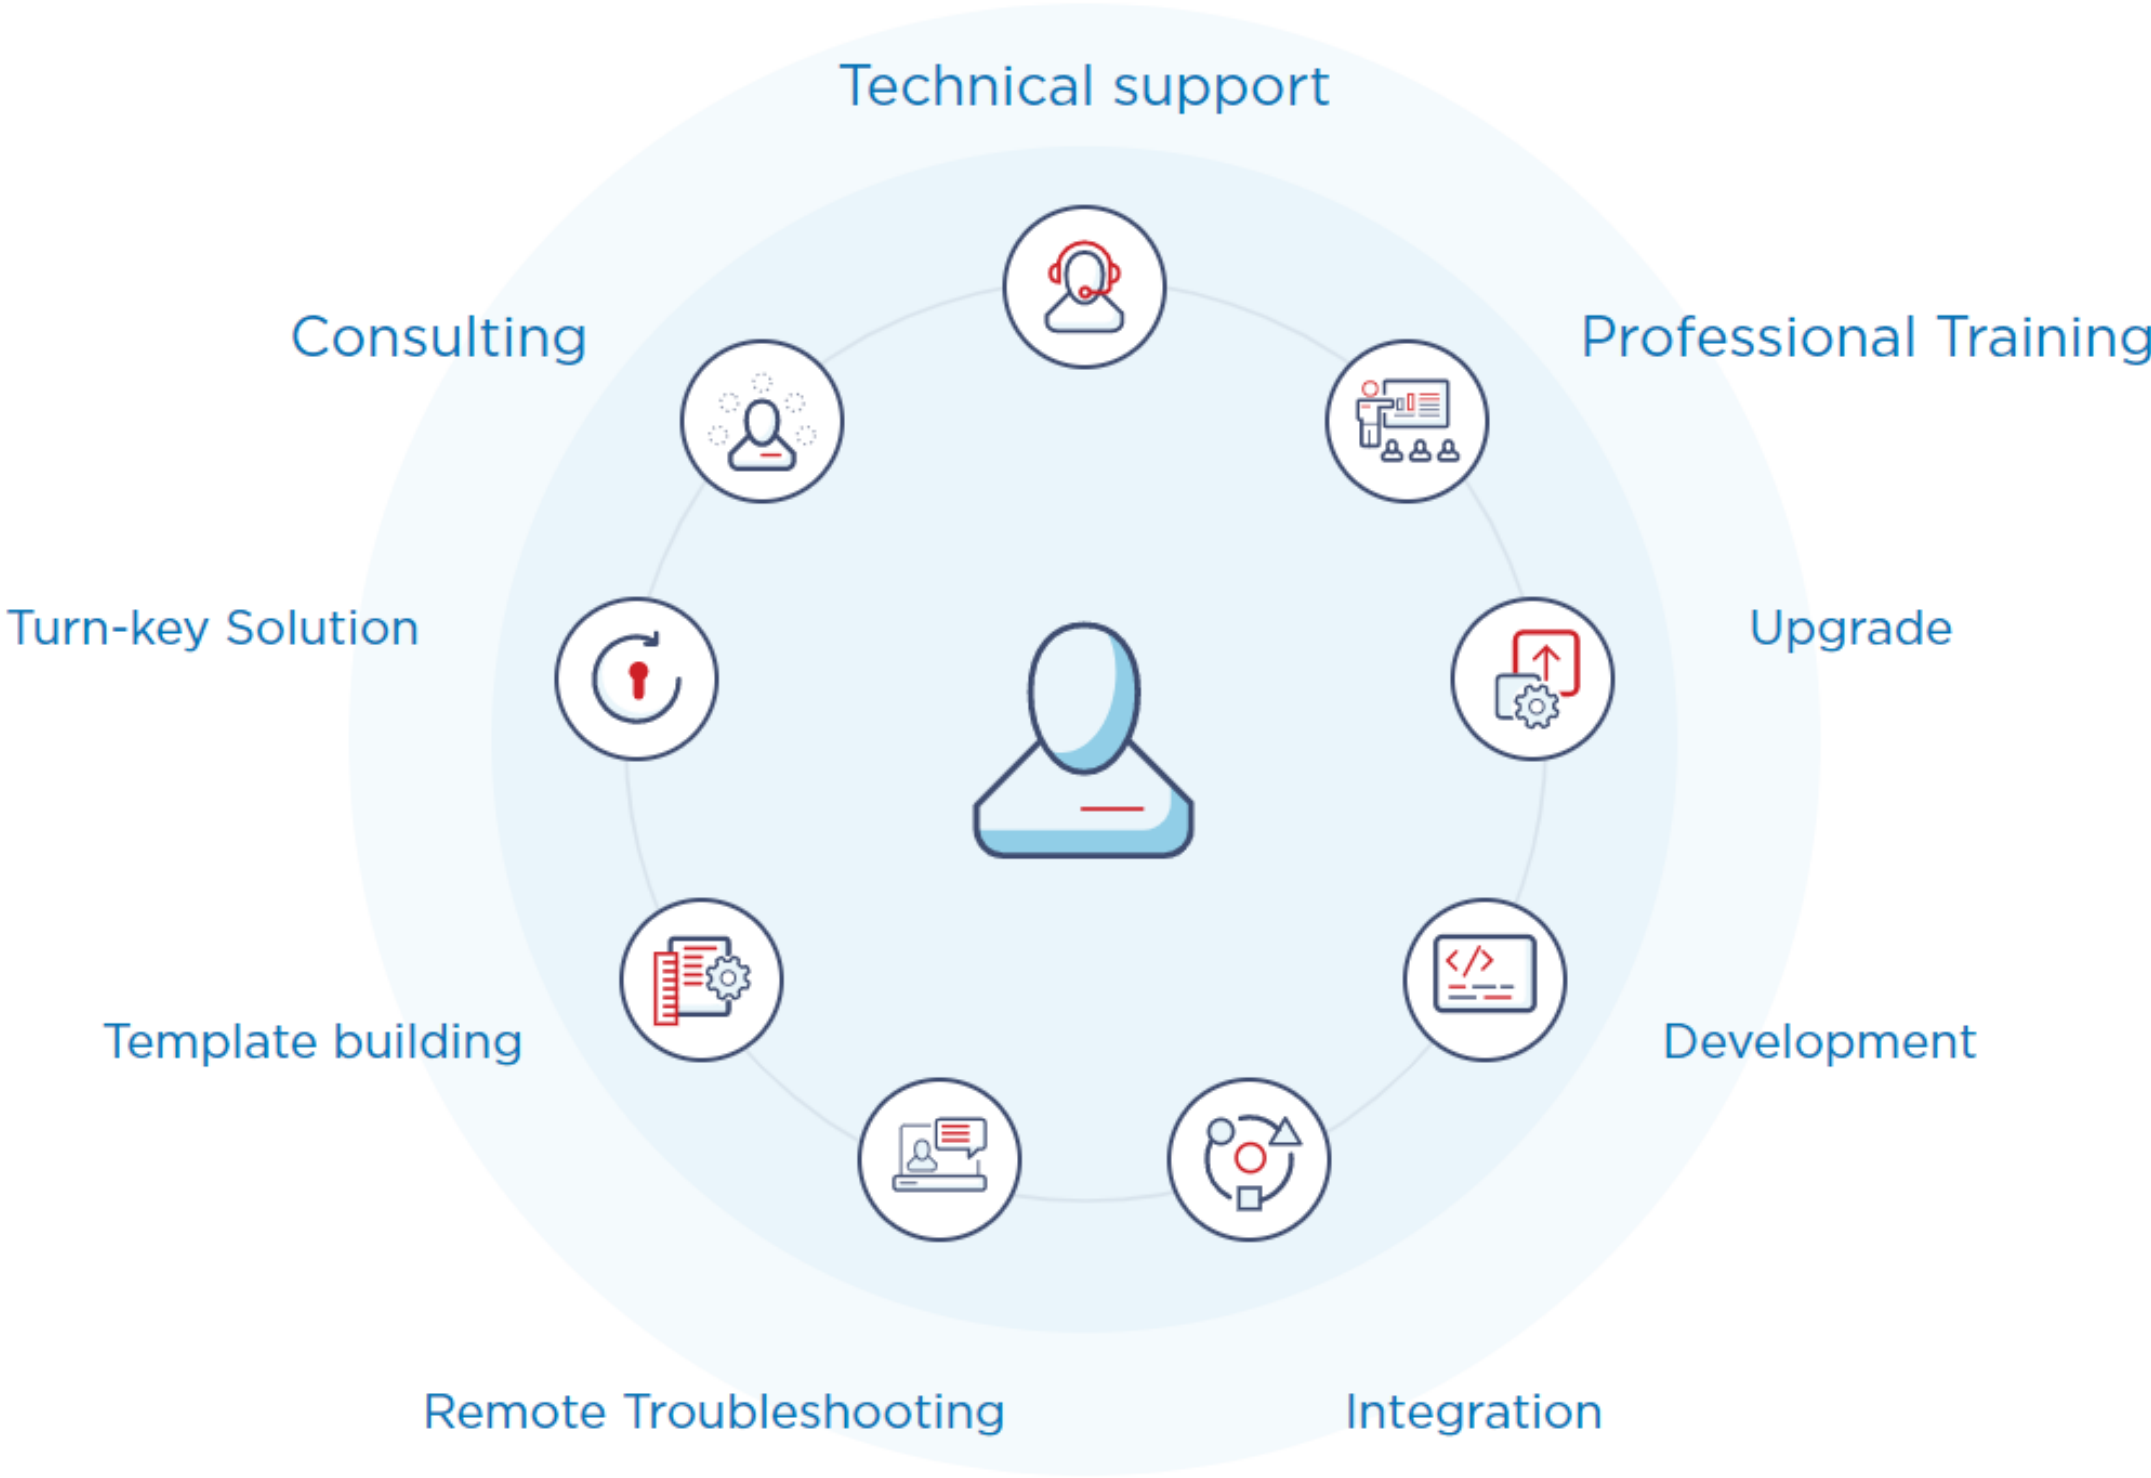 Technical support
Consulting
Professional Training
Turn-key Solution
Upgrade
Template building
Development
Remote Troubleshooting
Integration